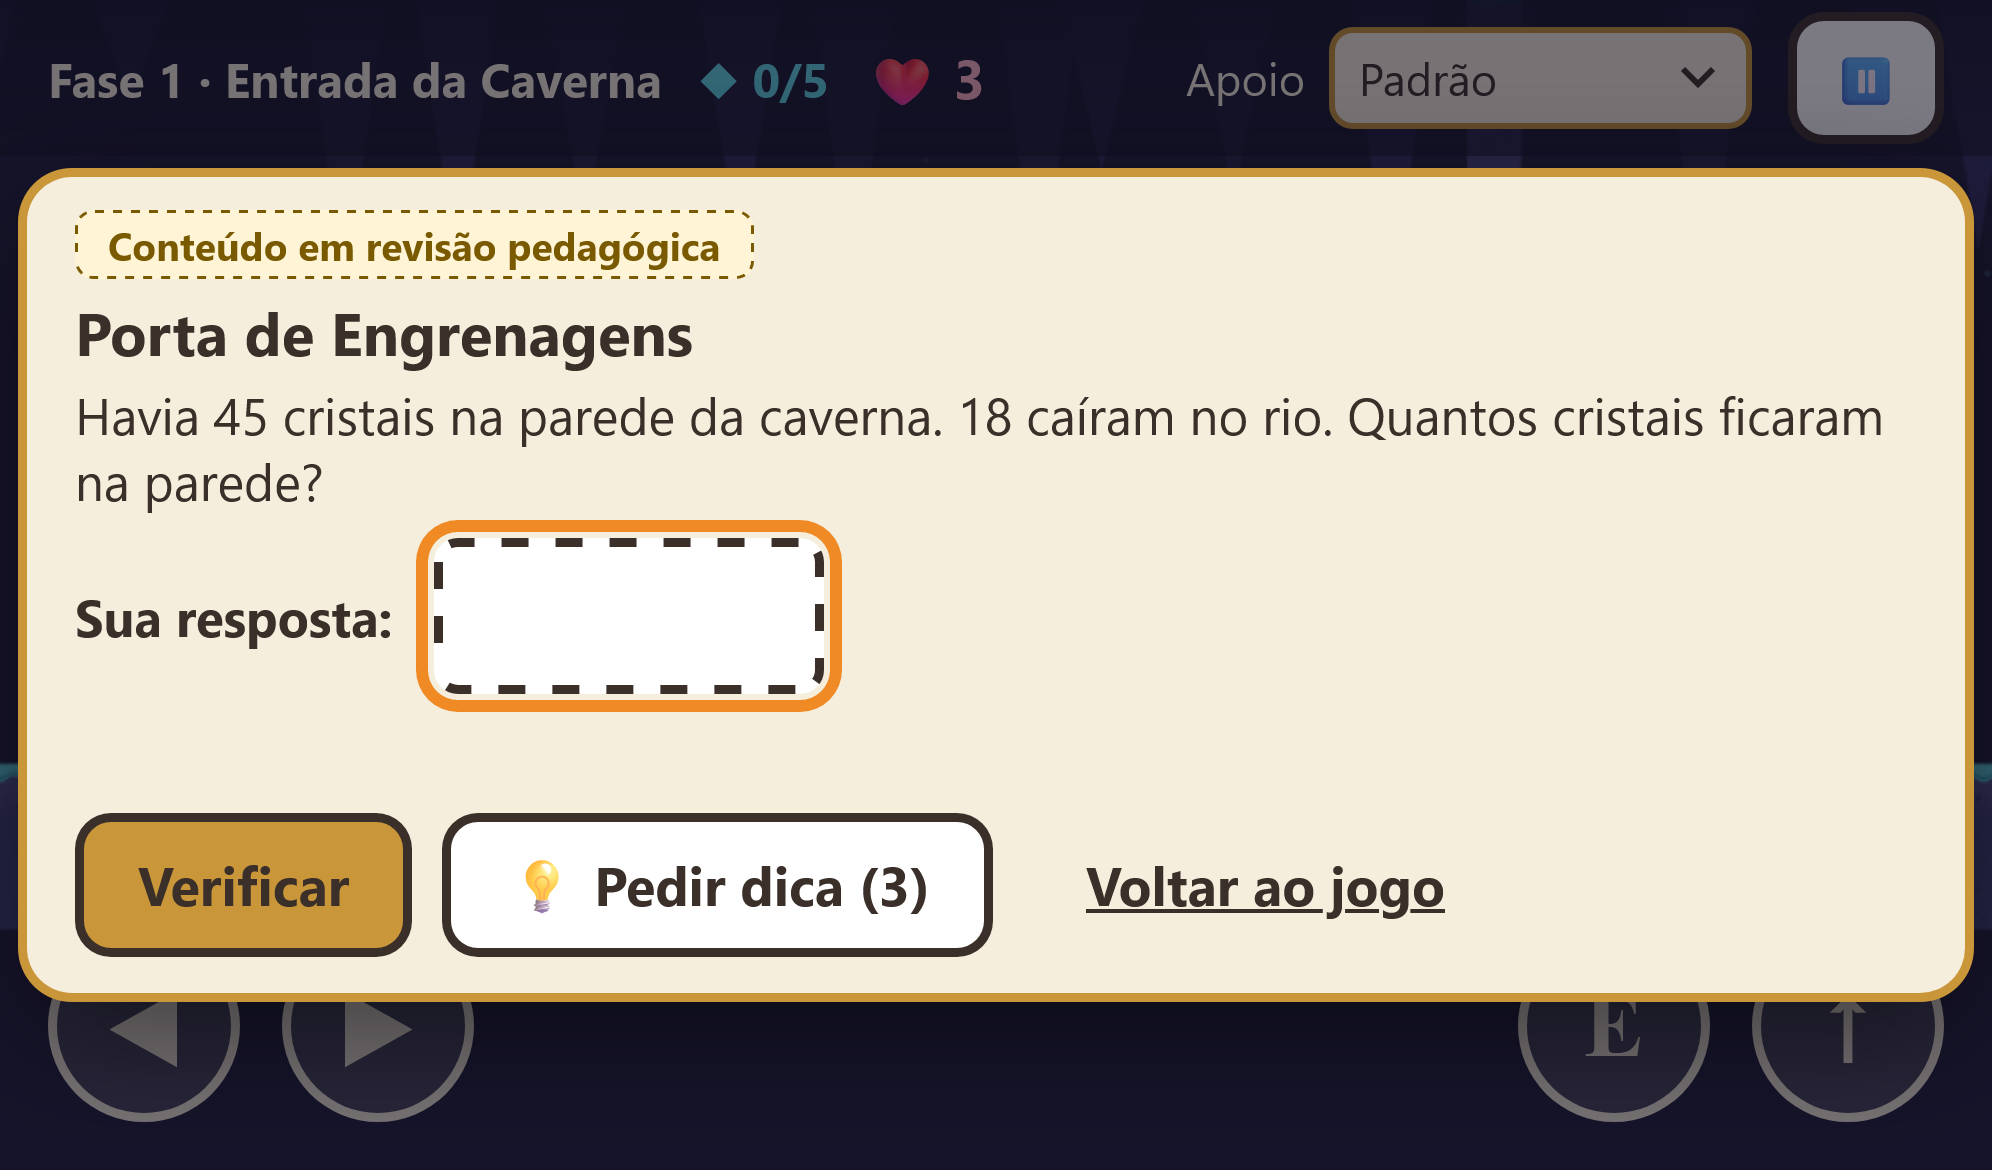 Fase 1 · Entrada da Caverna ◆ 0/5 ❤ 3 Apoio Padrão
Conteúdo em revisão pedagógica
Porta de Engrenagens
Havia 45 cristais na parede da caverna. 18 caíram no rio. Quantos cristais ficaram
na parede?
Sua resposta:
Verificar 💡 Pedir dica (3) Voltar ao jogo
◀ ▶ E ↑